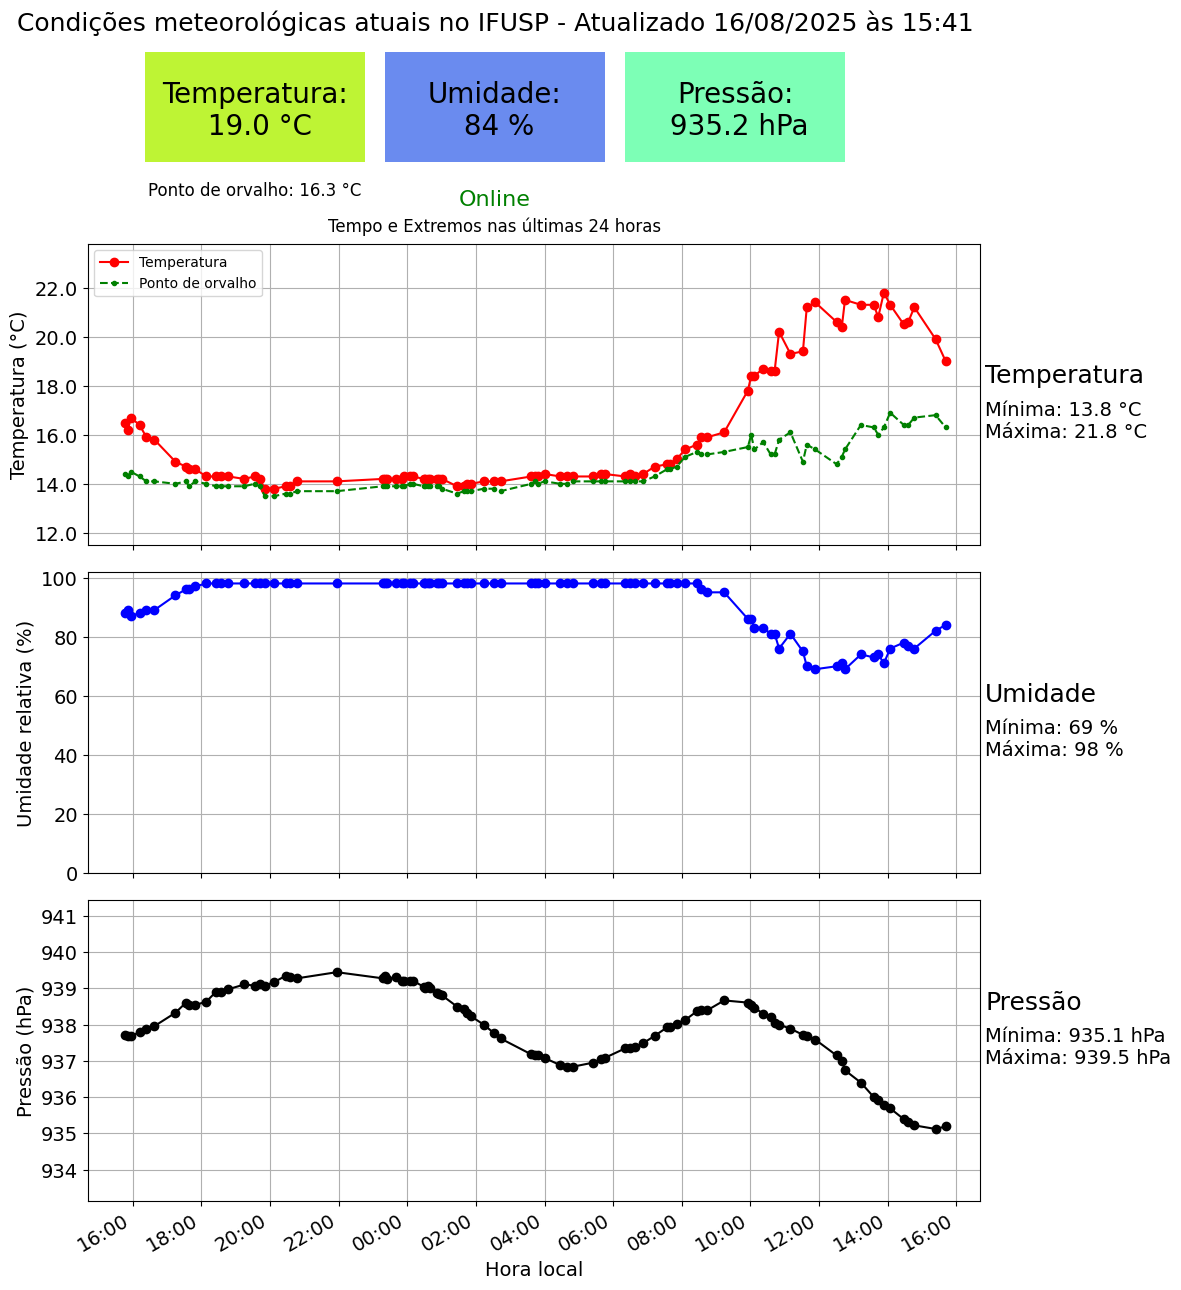 Condições meteorológicas atuais no IFUSP - Atualizado 16/08/2025 às 15:41
Temperatura:
19.0 °C
Umidade:
84 %
Pressão:
935.2 hPa
Ponto de orvalho: 16.3 °C
Online
Tempo e Extremos nas últimas 24 horas
Temperatura
Ponto de orvalho
Temperatura (°C)
22.0
20.0
18.0
16.0
14.0
12.0
Temperatura
Mínima: 13.8 °C
Máxima: 21.8 °C
Umidade relativa (%)
100
80
60
40
20
0
Umidade
Mínima: 69 %
Máxima: 98 %
Pressão (hPa)
941
940
939
938
937
936
935
934
Pressão
Mínima: 935.1 hPa
Máxima: 939.5 hPa
16:00 18:00 20:00 22:00 00:00 02:00 04:00 06:00 08:00 10:00 12:00 14:00 16:00
Hora local